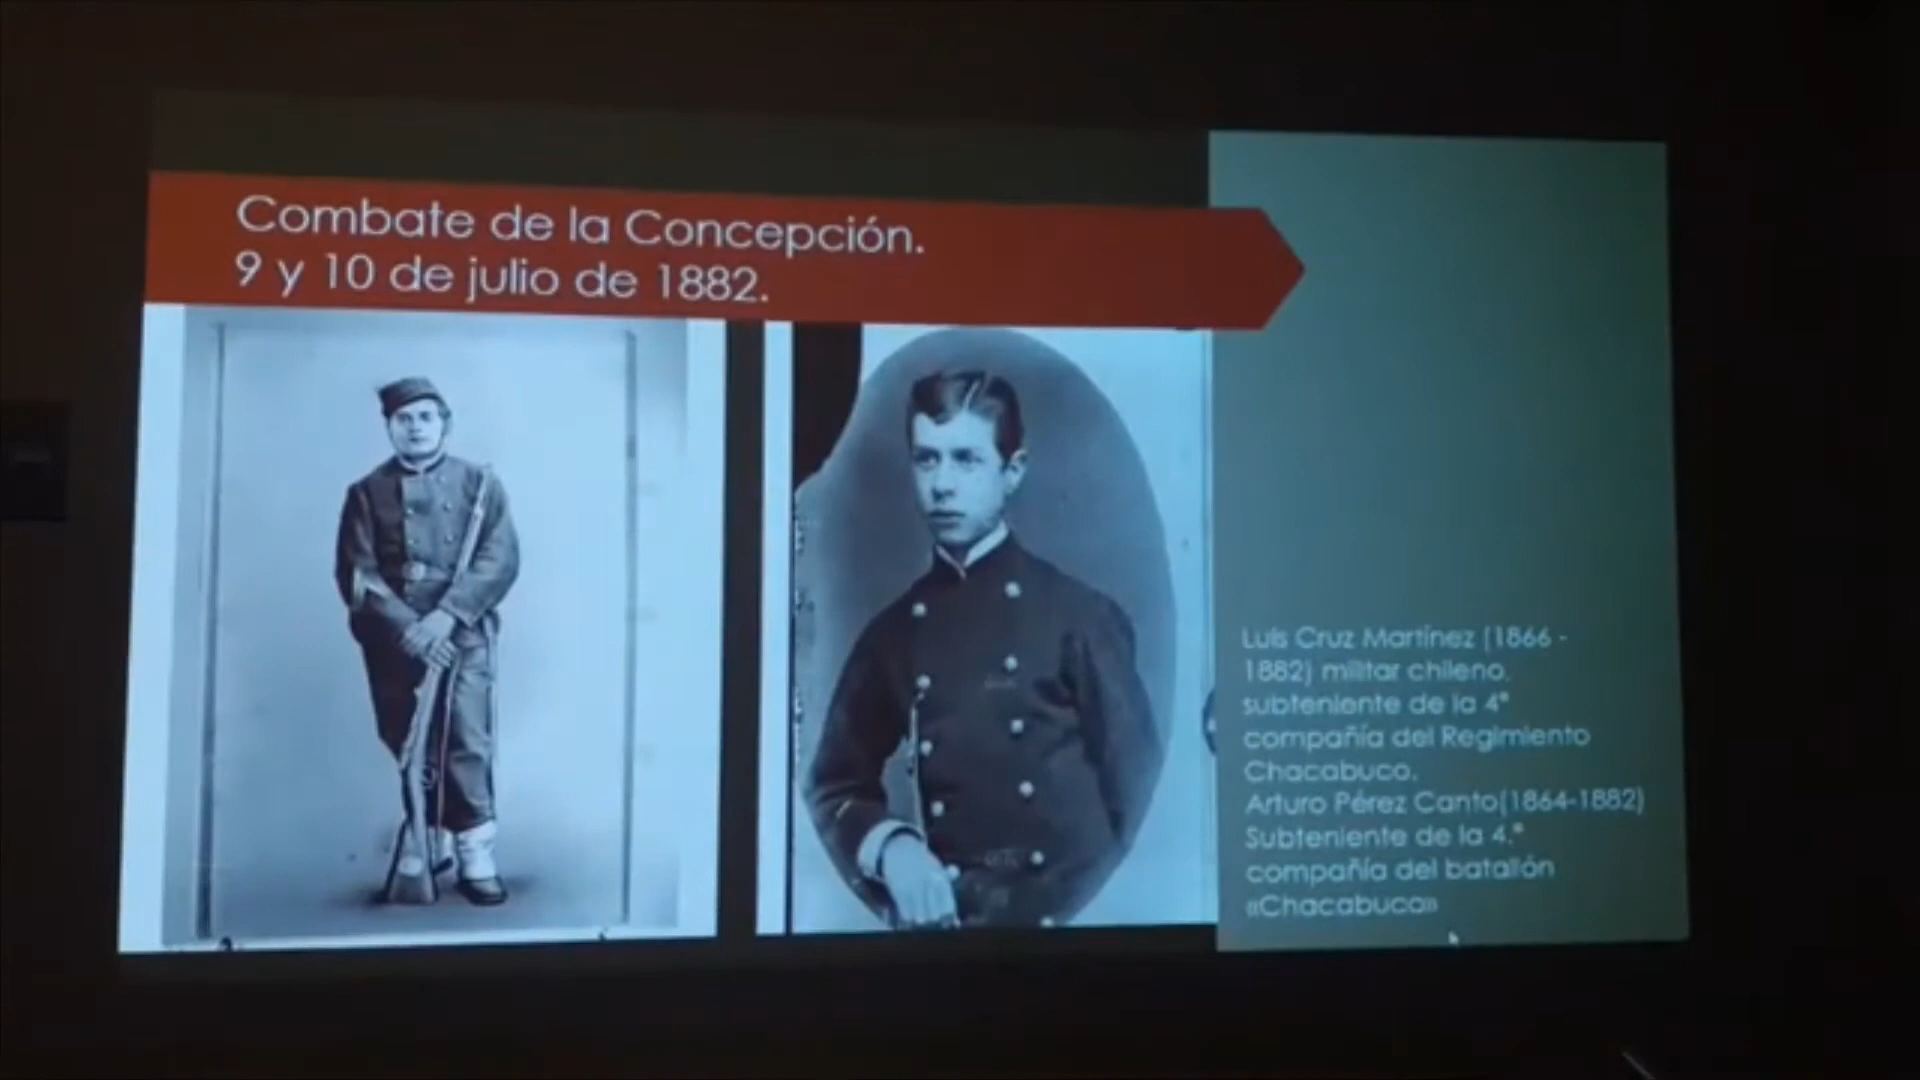 Combate de la Concepción.
9 y 10 de julio de 1882.
Luis Cruz Martínez (1866 -
1882) militar chileno,
subteniente de la 4°
compañía del Regimiento
Chacabuco.
Arturo Pérez Canto(1864-1882)
Subteniente de la 4.°
compañía del batallón
«Chacabuco»